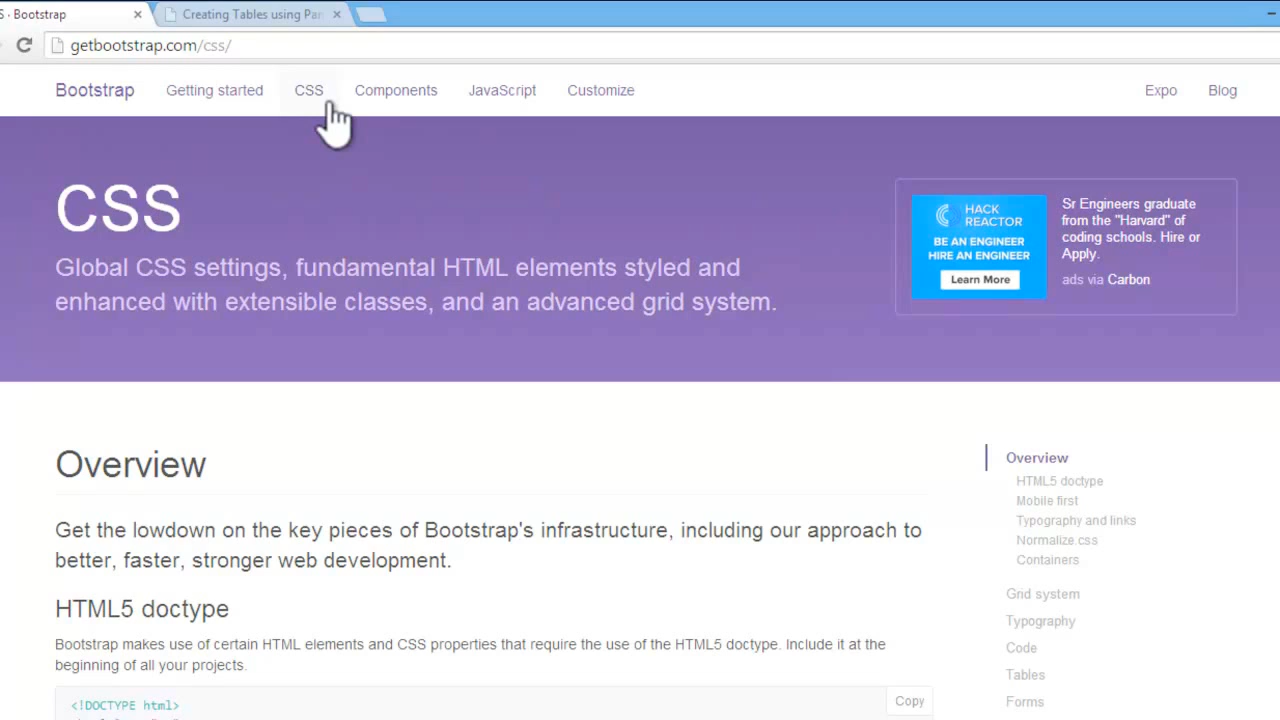 S · Bootstrap
Creating Tables using Pan
getbootstrap.com/css/
Bootstrap Getting started CSS Components JavaScript Customize Expo Blog
CSS
Global CSS settings, fundamental HTML elements styled and
enhanced with extensible classes, and an advanced grid system.
HACK
REACTOR
BE AN ENGINEER
HIRE AN ENGINEER
Learn More
Sr Engineers graduate
from the "Harvard" of
coding schools. Hire or
Apply.
ads via Carbon
Overview
Get the lowdown on the key pieces of Bootstrap's infrastructure, including our approach to
better, faster, stronger web development.
HTML5 doctype
Bootstrap makes use of certain HTML elements and CSS properties that require the use of the HTML5 doctype. Include it at the
beginning of all your projects.
<!DOCTYPE html>
Copy
Overview
HTML5 doctype
Mobile first
Typography and links
Normalize.css
Containers
Grid system
Typography
Code
Tables
Forms